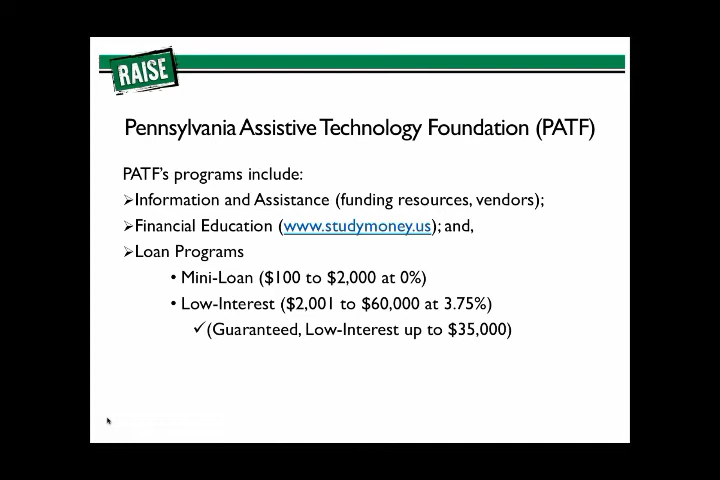 RAISE
Pennsylvania Assistive Technology Foundation (PATF)
PATF's programs include:
➢Information and Assistance (funding resources, vendors);
➢Financial Education (www.studymoney.us); and,
➢Loan Programs
• Mini-Loan ($100 to $2,000 at 0%)
• Low-Interest ($2,001 to $60,000 at 3.75%)
✓(Guaranteed, Low-Interest up to $35,000)